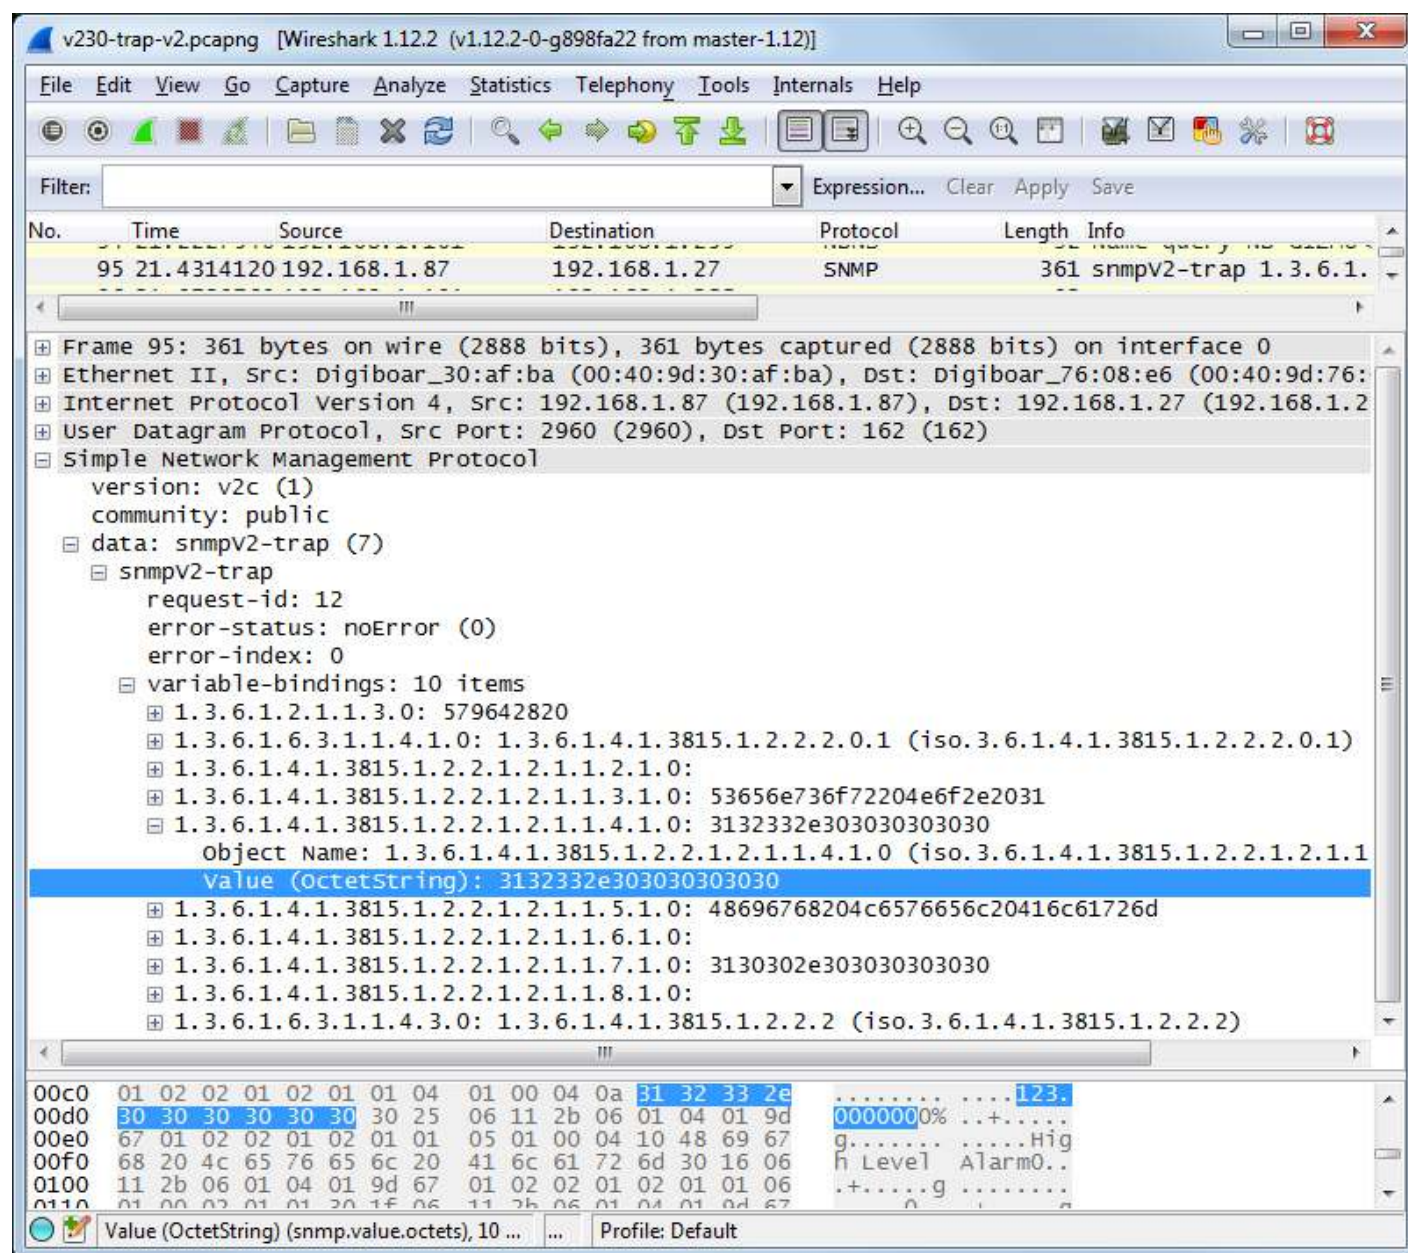 v230-trap-v2.pcapng [Wireshark 1.12.2 (v1.12.2-0-g898fa22 from master-1.12)]
File Edit View Go Capture Analyze Statistics Telephony Tools Internals Help
Filter: Expression... Clear Apply Save
No. Time Source Destination Protocol Length Info
95 21.4314120 192.168.1.87 192.168.1.27 SNMP 361 snmpV2-trap 1.3.6.1.
Frame 95: 361 bytes on wire (2888 bits), 361 bytes captured (2888 bits) on interface 0
Ethernet II, Src: Digiboar_30:af:ba (00:40:9d:30:af:ba), Dst: Digiboar_76:08:e6 (00:40:9d:76:
Internet Protocol Version 4, Src: 192.168.1.87 (192.168.1.87), Dst: 192.168.1.27 (192.168.1.2
User Datagram Protocol, Src Port: 2960 (2960), Dst Port: 162 (162)
Simple Network Management Protocol
version: v2c (1)
community: public
data: snmpV2-trap (7)
snmpV2-trap
request-id: 12
error-status: noError (0)
error-index: 0
variable-bindings: 10 items
1.3.6.1.2.1.1.3.0: 579642820
1.3.6.1.6.3.1.1.4.1.0: 1.3.6.1.4.1.3815.1.2.2.2.0.1 (iso.3.6.1.4.1.3815.1.2.2.2.0.1)
1.3.6.1.4.1.3815.1.2.2.1.2.1.1.2.1.0:
1.3.6.1.4.1.3815.1.2.2.1.2.1.1.3.1.0: 53656e736f72204e6f2e2031
1.3.6.1.4.1.3815.1.2.2.1.2.1.1.4.1.0: 3132332e303030303030
Object Name: 1.3.6.1.4.1.3815.1.2.2.1.2.1.1.4.1.0 (iso.3.6.1.4.1.3815.1.2.2.1.2.1.1
Value (OctetString): 3132332e303030303030
1.3.6.1.4.1.3815.1.2.2.1.2.1.1.5.1.0: 48696768204c6576656c20416c61726d
1.3.6.1.4.1.3815.1.2.2.1.2.1.1.6.1.0:
1.3.6.1.4.1.3815.1.2.2.1.2.1.1.7.1.0: 3130302e303030303030
1.3.6.1.4.1.3815.1.2.2.1.2.1.1.8.1.0:
1.3.6.1.6.3.1.1.4.3.0: 1.3.6.1.4.1.3815.1.2.2.2 (iso.3.6.1.4.1.3815.1.2.2.2)
00c0 01 02 02 01 02 01 01 04 01 00 04 0a 31 32 33 2e ........ ....123.
00d0 30 30 30 30 30 30 30 25 06 11 2b 06 01 04 01 9d 0000000% ..+.....
00e0 67 01 02 02 01 02 01 01 05 01 00 04 10 48 69 67 g....... .....Hig
00f0 68 20 4c 65 76 65 6c 20 41 6c 61 72 6d 30 16 06 h Level Alarm0..
0100 11 2b 06 01 04 01 9d 67 01 02 02 01 02 01 01 06 .+.....g ........
0110 01 00 02 01 01 30 1f 06 11 2b 06 01 04 01 9d 67
Value (OctetString) (snmp.value.octets), 10 ... ... Profile: Default